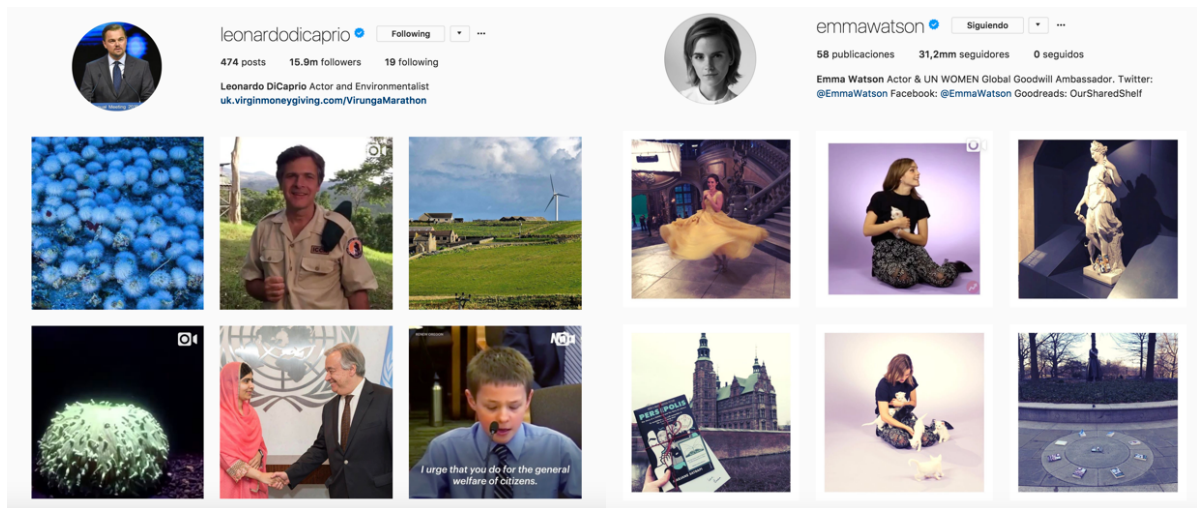 leonardodicaprio Following
474 posts 15.9m followers 19 following
Leonardo DiCaprio Actor and Environmentalist
uk.virginmoneygiving.com/VirungaMarathon
I urge that you do for the general
welfare of citizens.
emmawatson Siguiendo
58 publicaciones 31,2mm seguidores 0 seguidos
Emma Watson Actor & UN WOMEN Global Goodwill Ambassador. Twitter:
@EmmaWatson Facebook: @EmmaWatson Goodreads: OurSharedShelf
PERSEPOLIS